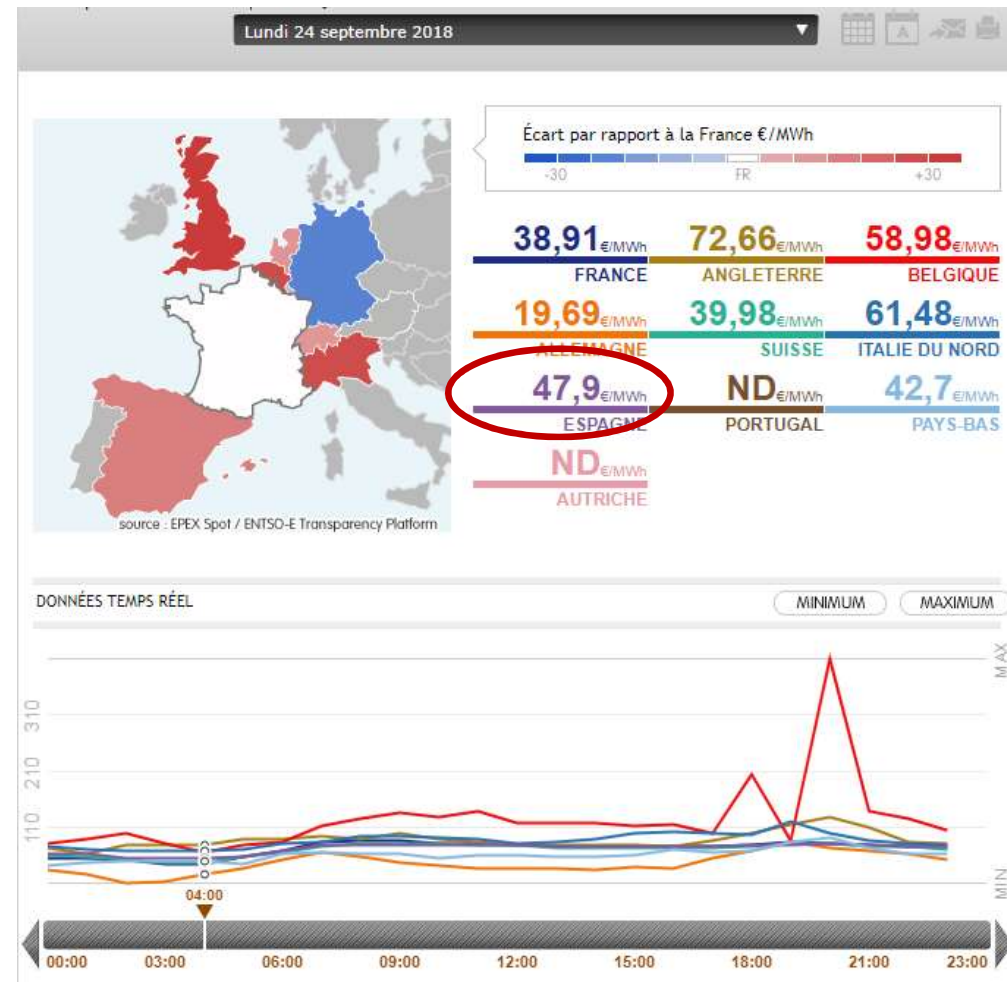 Lundi 24 septembre 2018
Écart par rapport à la France €/MWh
-30 FR +30
38,91€/MWh 72,66€/MWh 58,98€/MWh
FRANCE ANGLETERRE BELGIQUE
19,69€/MWh 39,98€/MWh 61,48€/MWh
ALLEMAGNE SUISSE ITALIE DU NORD
47,9€/MWh ND€/MWh 42,7€/MWh
ESPAGNE PORTUGAL PAYS-BAS
ND€/MWh
AUTRICHE
source : EPEX Spot / ENTSO-E Transparency Platform
DONNÉES TEMPS RÉEL MINIMUM MAXIMUM
MAX
310
210
110
MIN
04:00
00:00 03:00 06:00 09:00 12:00 15:00 18:00 21:00 23:00